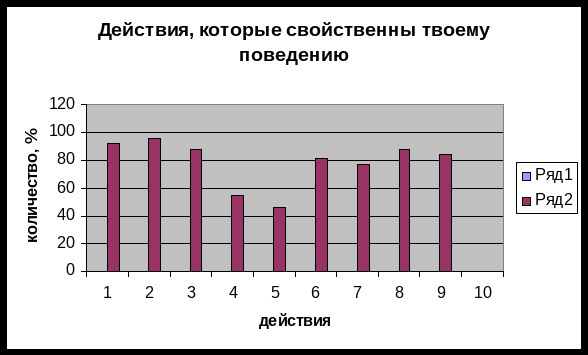 Действия, которые свойственны твоему
поведению
количество, %
120
100
80
60
40
20
0
1 2 3 4 5 6 7 8 9 10
действия
Ряд1
Ряд2